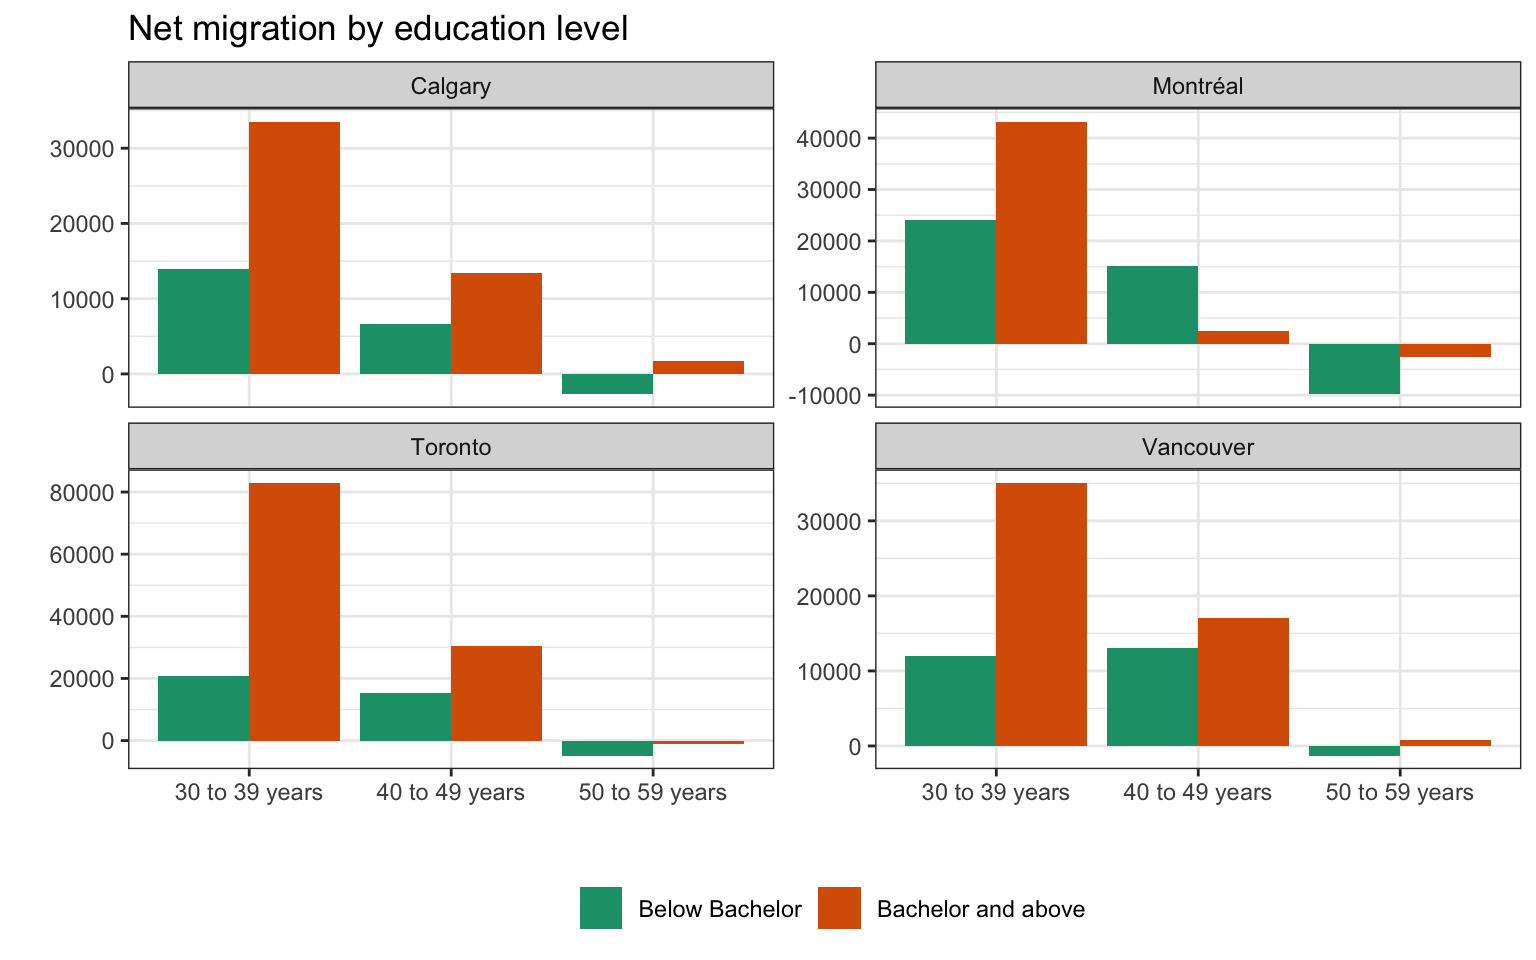 Net migration by education level
Calgary
30000
20000
10000
0
Montréal
40000
30000
20000
10000
0
-10000
Toronto
80000
60000
40000
20000
0
30 to 39 years 40 to 49 years 50 to 59 years
Vancouver
30000
20000
10000
0
30 to 39 years 40 to 49 years 50 to 59 years
Below Bachelor Bachelor and above